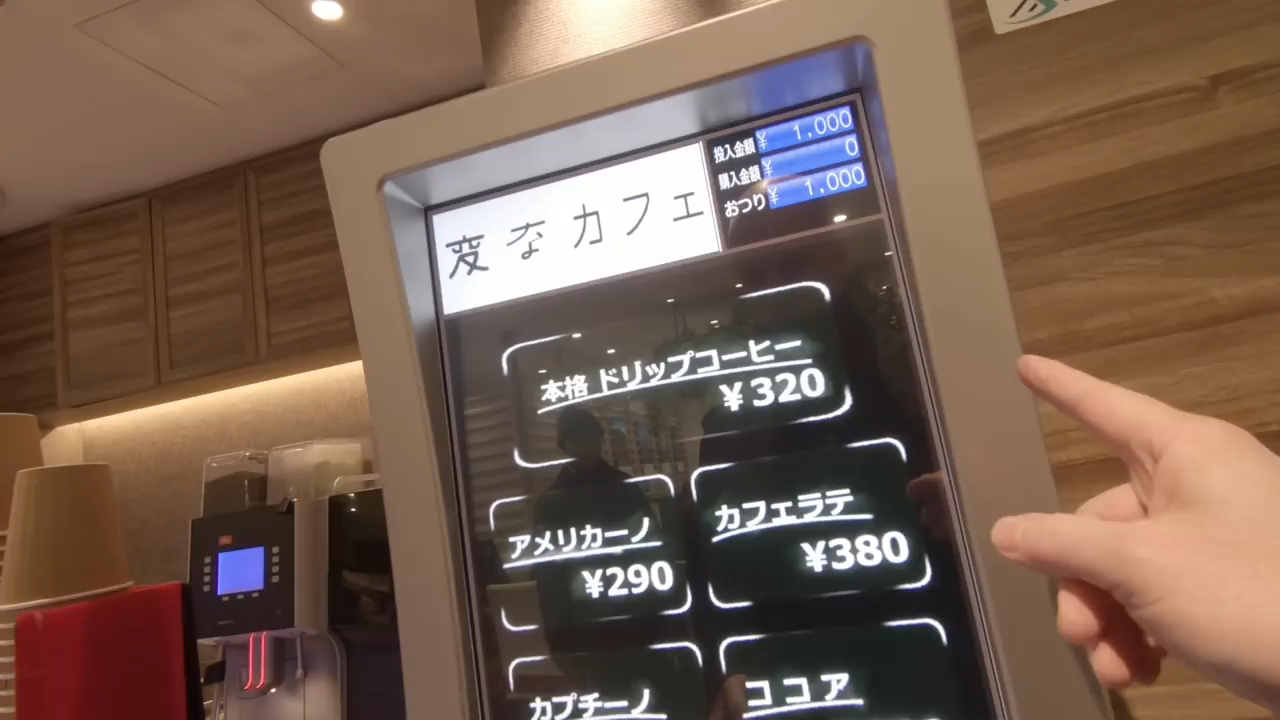 変なカフェ
投入金額 ¥ 1,000
購入金額 ¥ 0
おつり ¥ 1,000
本格 ドリップコーヒー
¥320
アメリカーノ
¥290
カフェラテ
¥380
カプチーノ
ココア